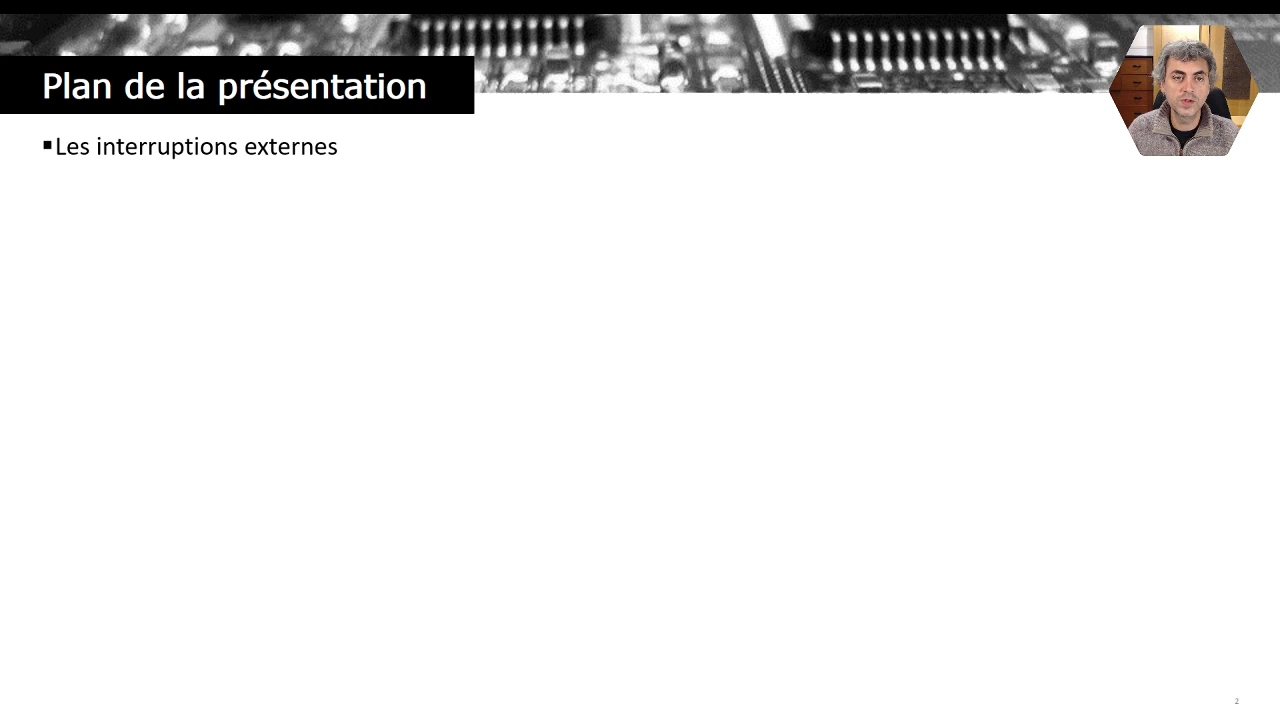 Plan de la présentation
▪Les interruptions externes
2